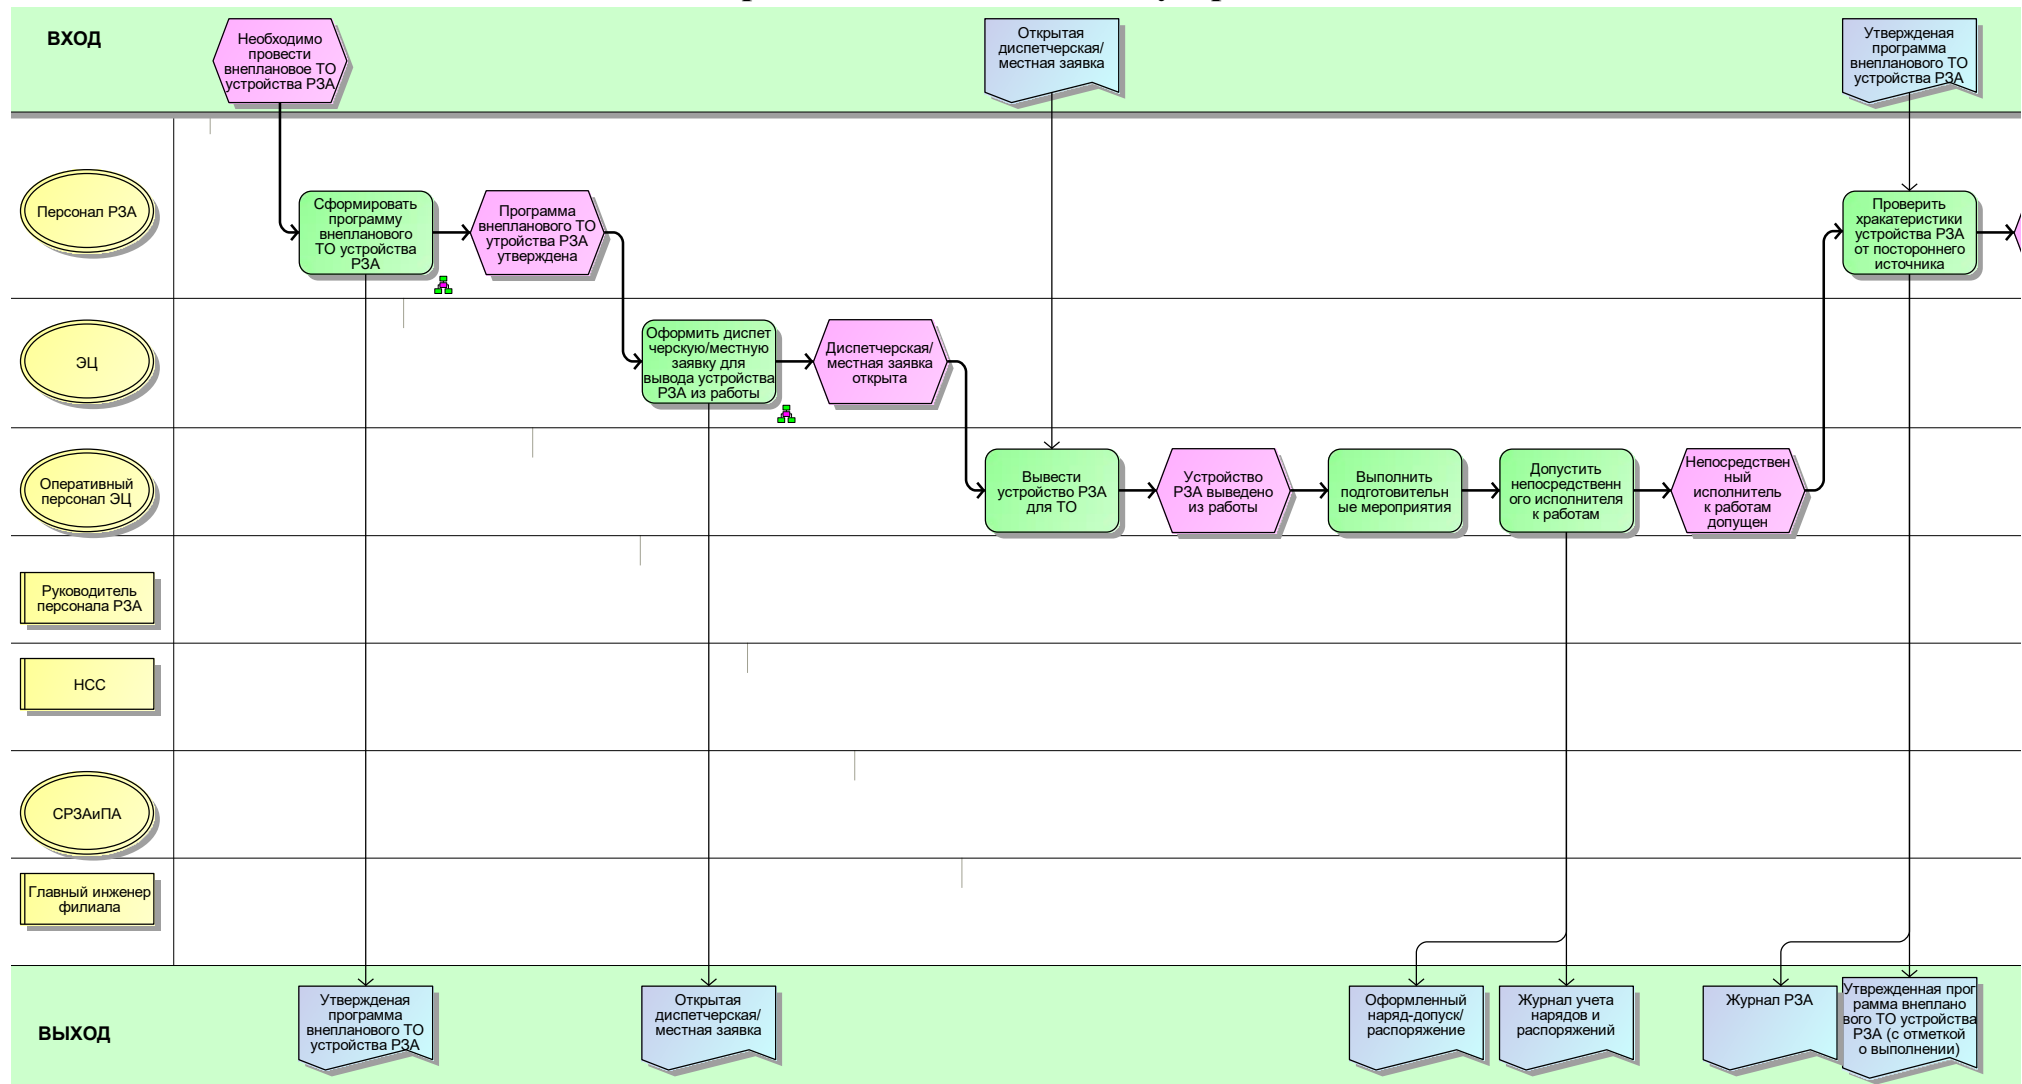 ВХОД
Необходимо
провести
внеплановое ТО
устройства РЗА
Открытая
диспетчерская/
местная заявка
Утвержденая
программа
внепланового ТО
устройства РЗА
Персонал РЗА
Сформировать
программу
внепланового
ТО устройства
РЗА
Программа
внепланового ТО
утройства РЗА
утверждена
Проверить
хракатеристики
устройства РЗА
от постороннего
источника
ЭЦ
Оформить диспет
черскую/местную
заявку для
вывода устройства
РЗА из работы
Диспетчерская/
местная заявка
открыта
Оперативный
персонал ЭЦ
Вывести
устройство РЗА
для ТО
Устройство
РЗА выведено
из работы
Выполнить
подготовительн
ые мероприятия
Допустить
непосредственн
ого исполнителя
к работам
Непосредствен
ный
исполнитель
к работам
допущен
Руководитель
персонала РЗА
НСС
СРЗАиПА
Главный инженер
филиала
ВЫХОД
Утвержденая
программа
внепланового ТО
устройства РЗА
Открытая
диспетчерская/
местная заявка
Оформленный
наряд-допуск/
распоряжение
Журнал учета
нарядов и
распоряжений
Журнал РЗА
Утврежденная прог
рамма внеплано
вого ТО устройства
РЗА (с отметкой
о выполнении)